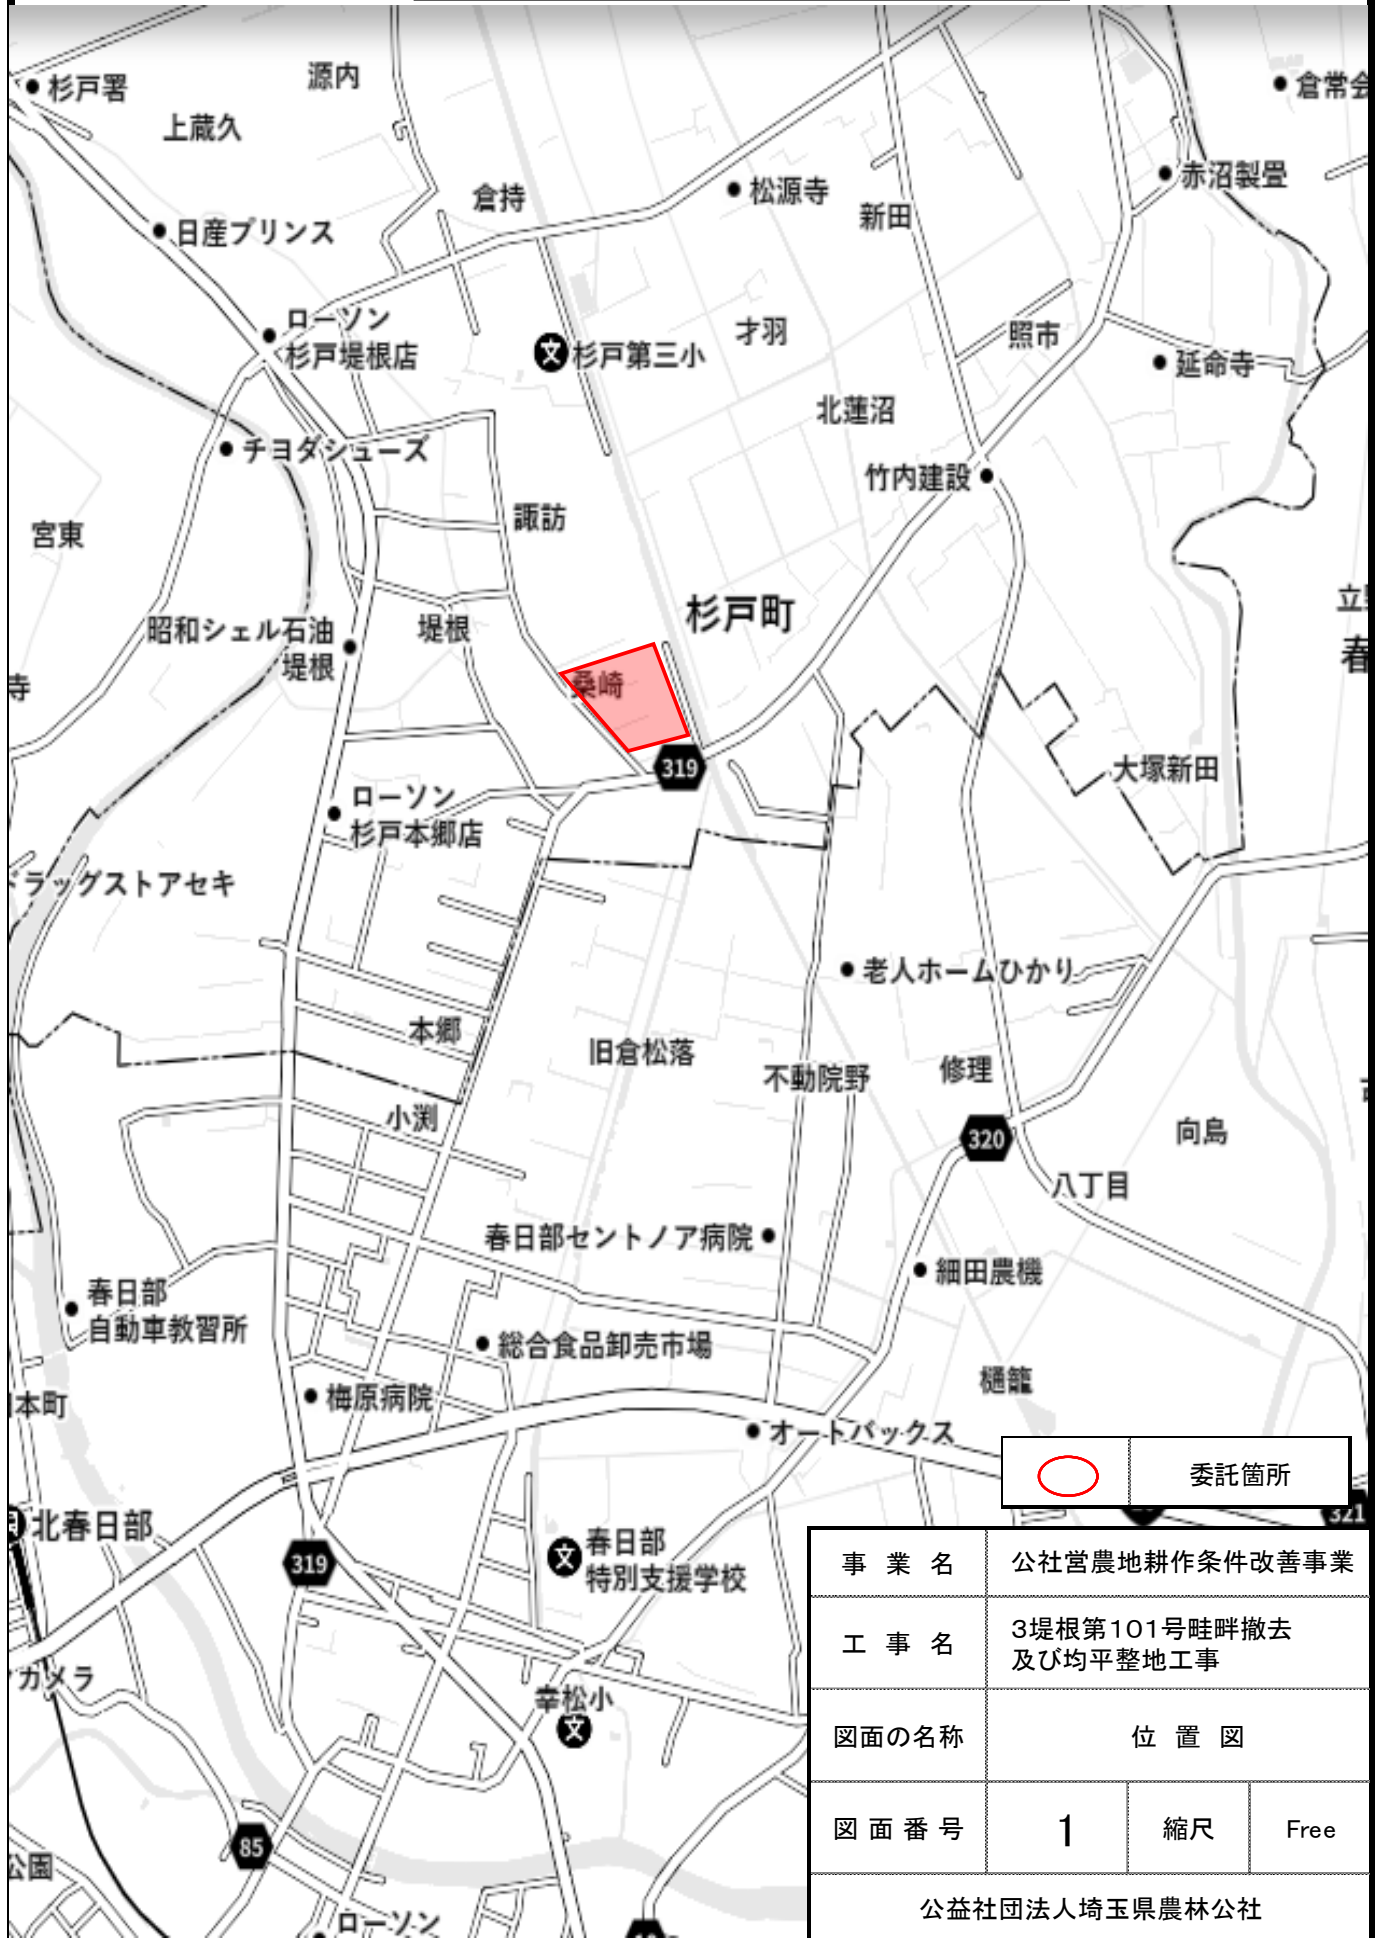 杉戸署
源内
倉常会
上蔵久
赤沼製畳
松源寺
倉持
新田
日産プリンス
ローソン
杉戸堤根店
杉戸第三小
才羽
照市
延命寺
北蓮沼
チヨダシューズ
竹内建設
諏訪
宮東
杉戸町
立
春
昭和シェル石油
堤根
堤根
寺
桑崎
319
大塚新田
ローソン
杉戸本郷店
ドラッグストアセキ
老人ホームひかり
本郷
旧倉松落
不動院野
修理
小渕
320
向島
八丁目
春日部セントノア病院
細田農機
春日部
自動車教習所
総合食品卸売市場
樋籠
梅原病院
本町
オートバックス
委託箇所
321
北春日部
319
春日部
特別支援学校
カメラ
幸松小
85
公園
ローソン
事業名 公社営農地耕作条件改善事業
工事名 3堤根第101号畦畔撤去
及び均平整地工事
図面の名称 位置図
図面番号 1 縮尺 Free
公益社団法人埼玉県農林公社